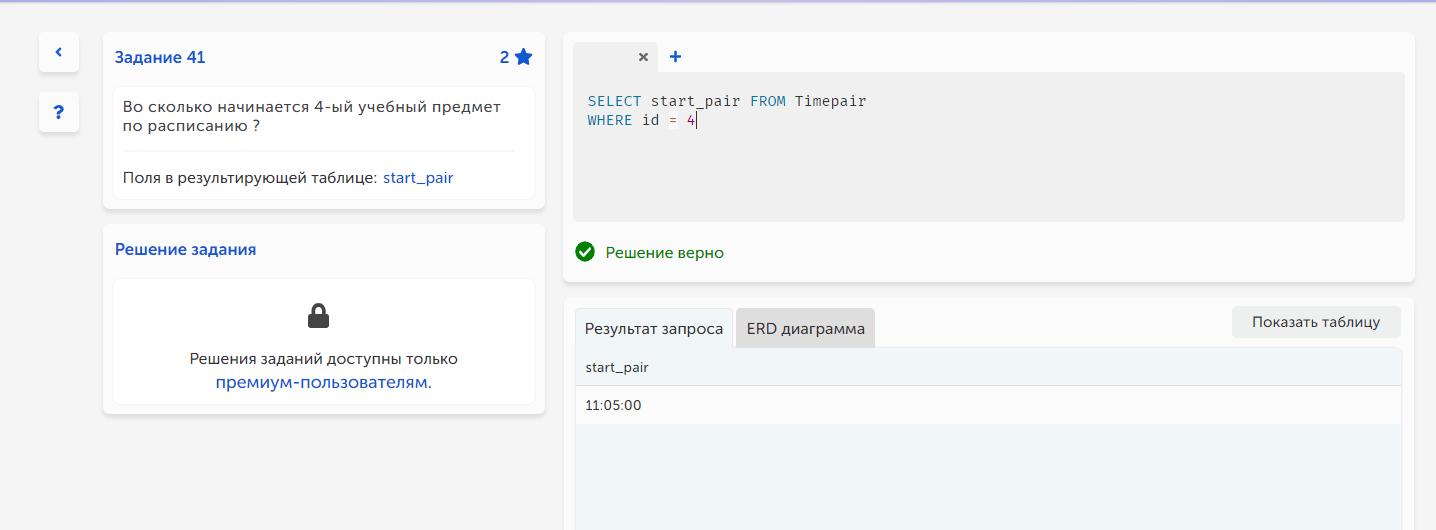 Задание 41
2
Во сколько начинается 4-ый учебный предмет
по расписанию ?
Поля в результирующей таблице: start_pair
?
Решение задания
Решения заданий доступны только
премиум-пользователям.
SELECT start_pair FROM Timepair
WHERE id = 4
Решение верно
Результат запроса
ERD диаграмма
Показать таблицу
start_pair
11:05:00